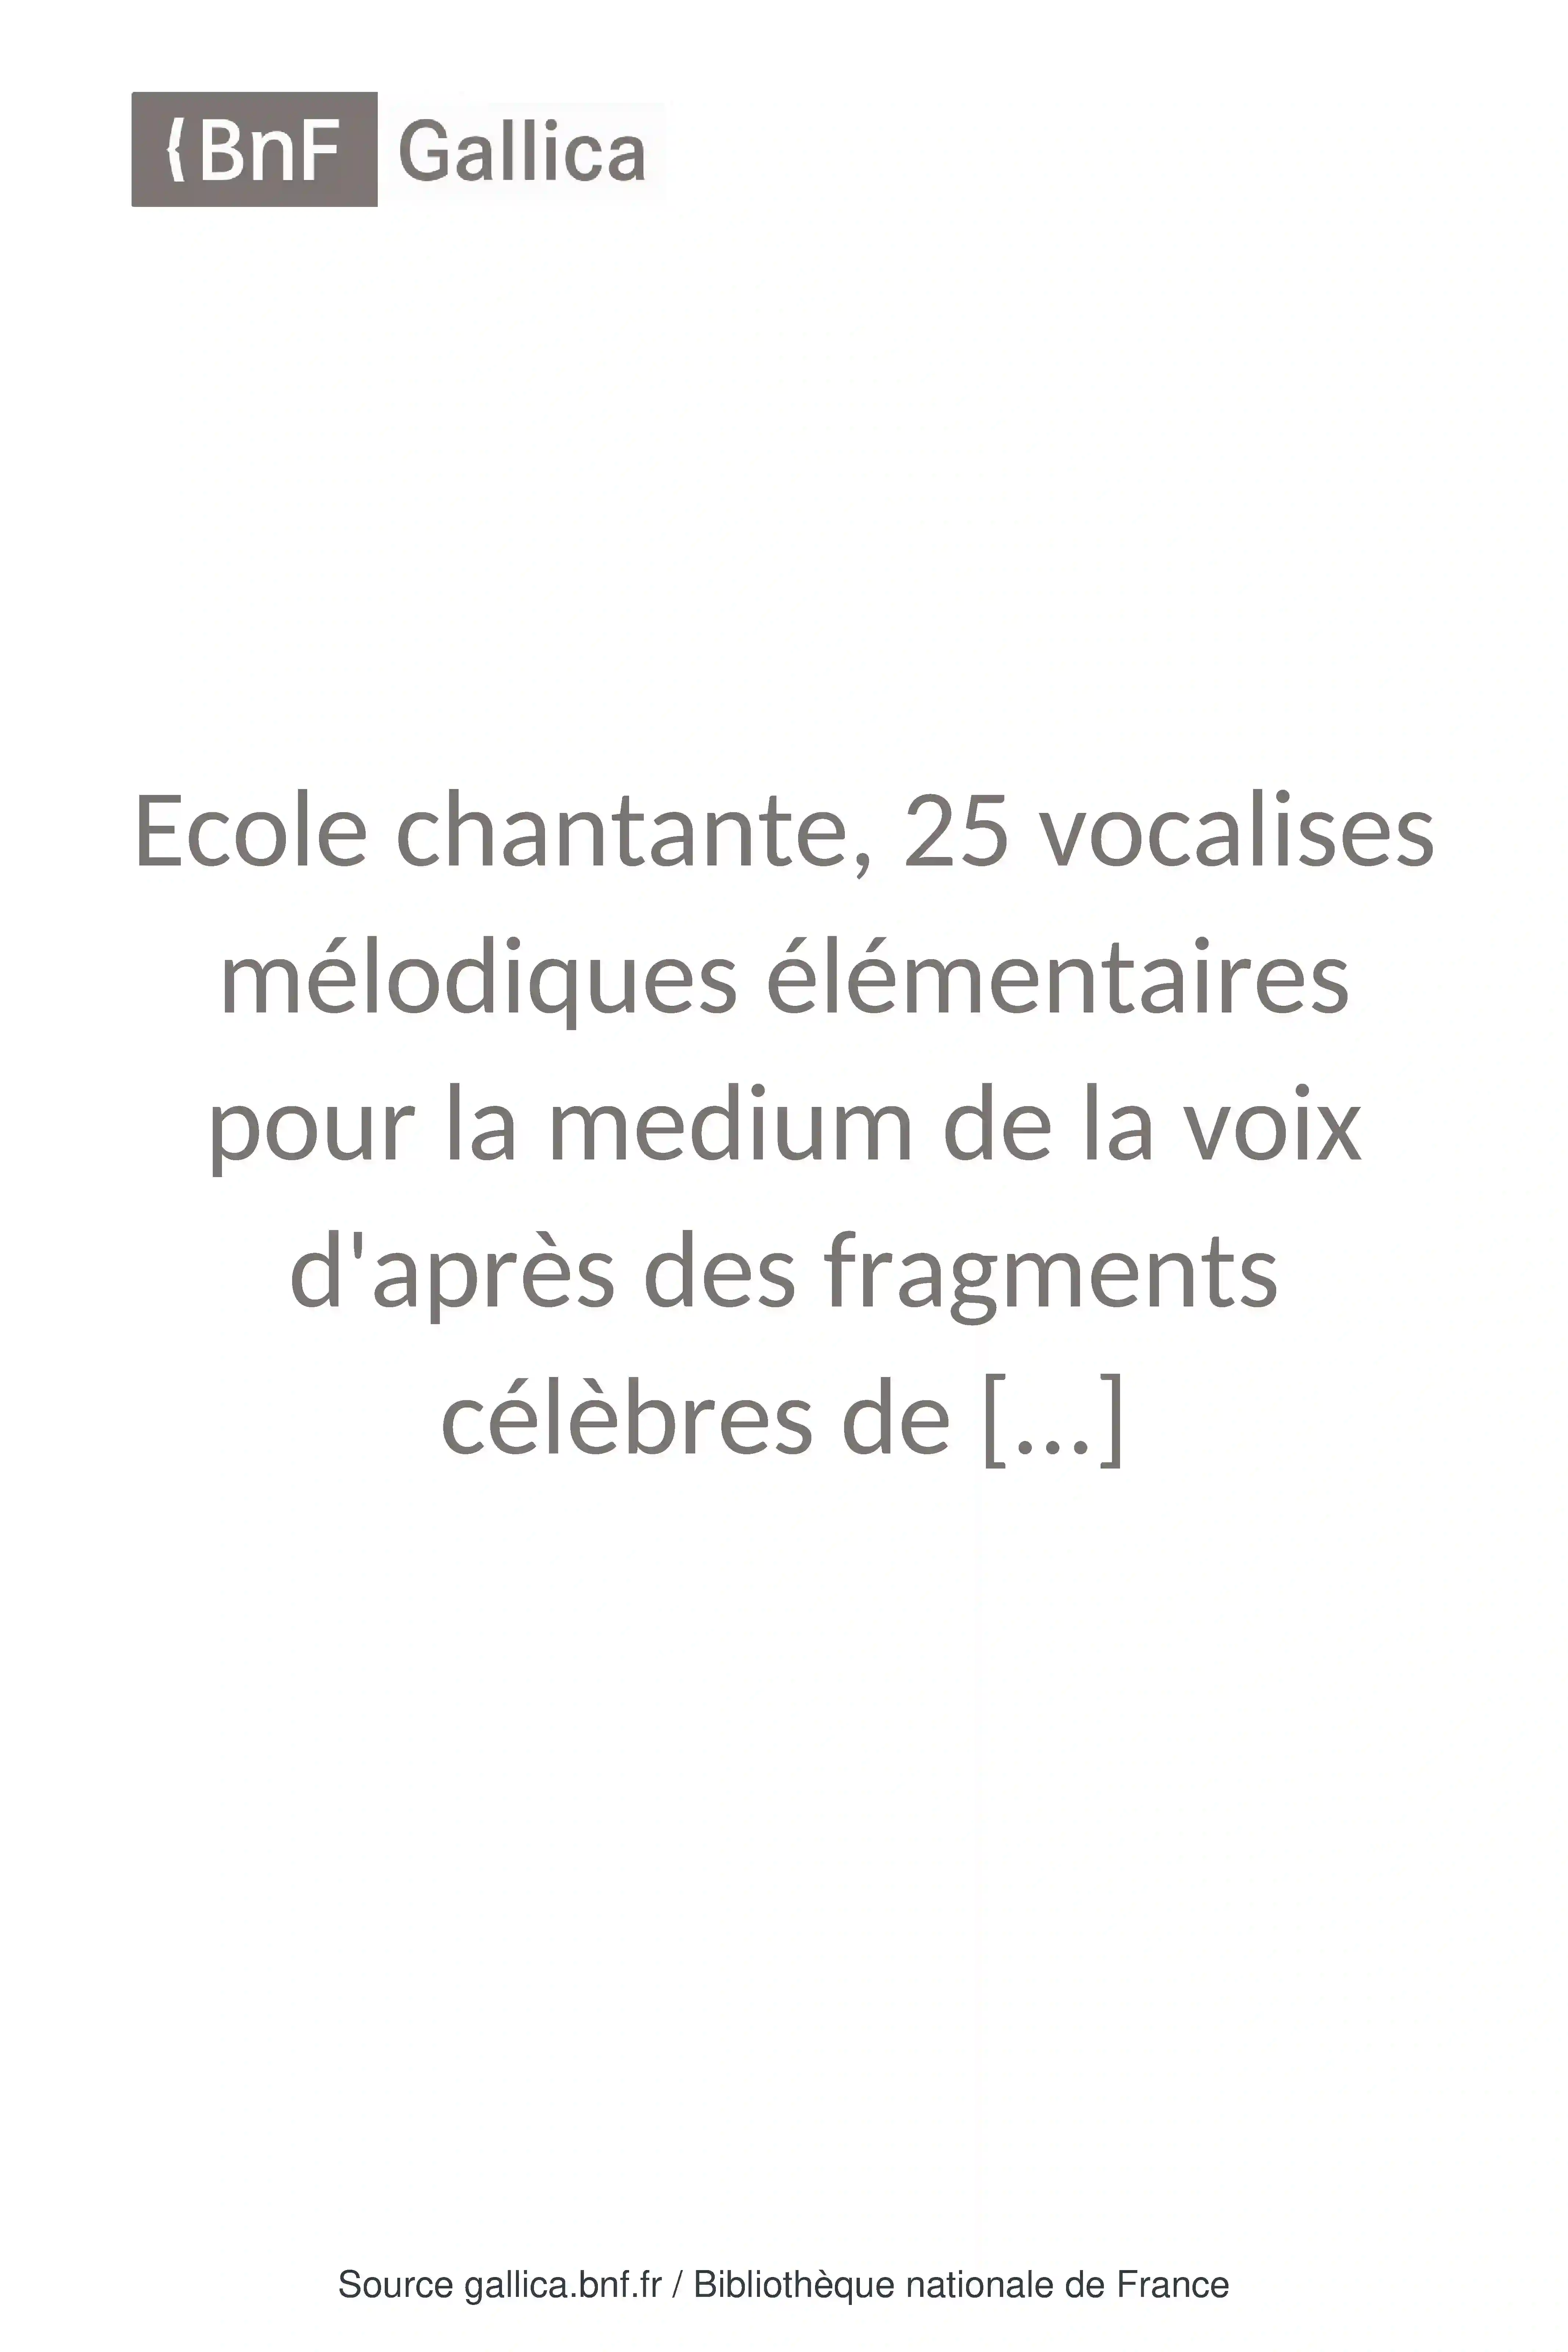 {BnF Gallica
Ecole chantante, 25 vocalises
mélodiques élémentaires
pour la medium de la voix
d'après des fragments
célèbres de [...]
Source gallica.bnf.fr / Bibliothèque nationale de France